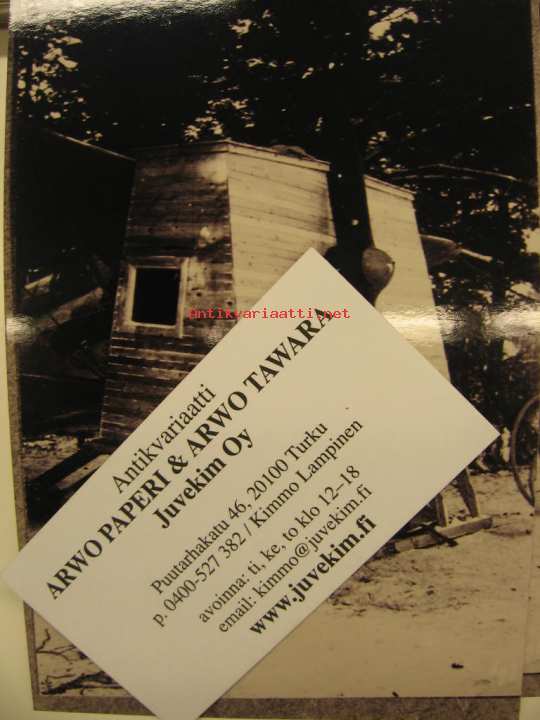 antikvariaatti.net
Antikvariaatti
ARWO PAPERI & ARWO TAWARA
Juvekim Oy
Puutarhakatu 46, 20100 Turku
p. 0400-527 382 / Kimmo Lampinen
avoinna: ti, ke, to klo 12–18
email: kimmo@juvekim.fi
www.juvekim.fi